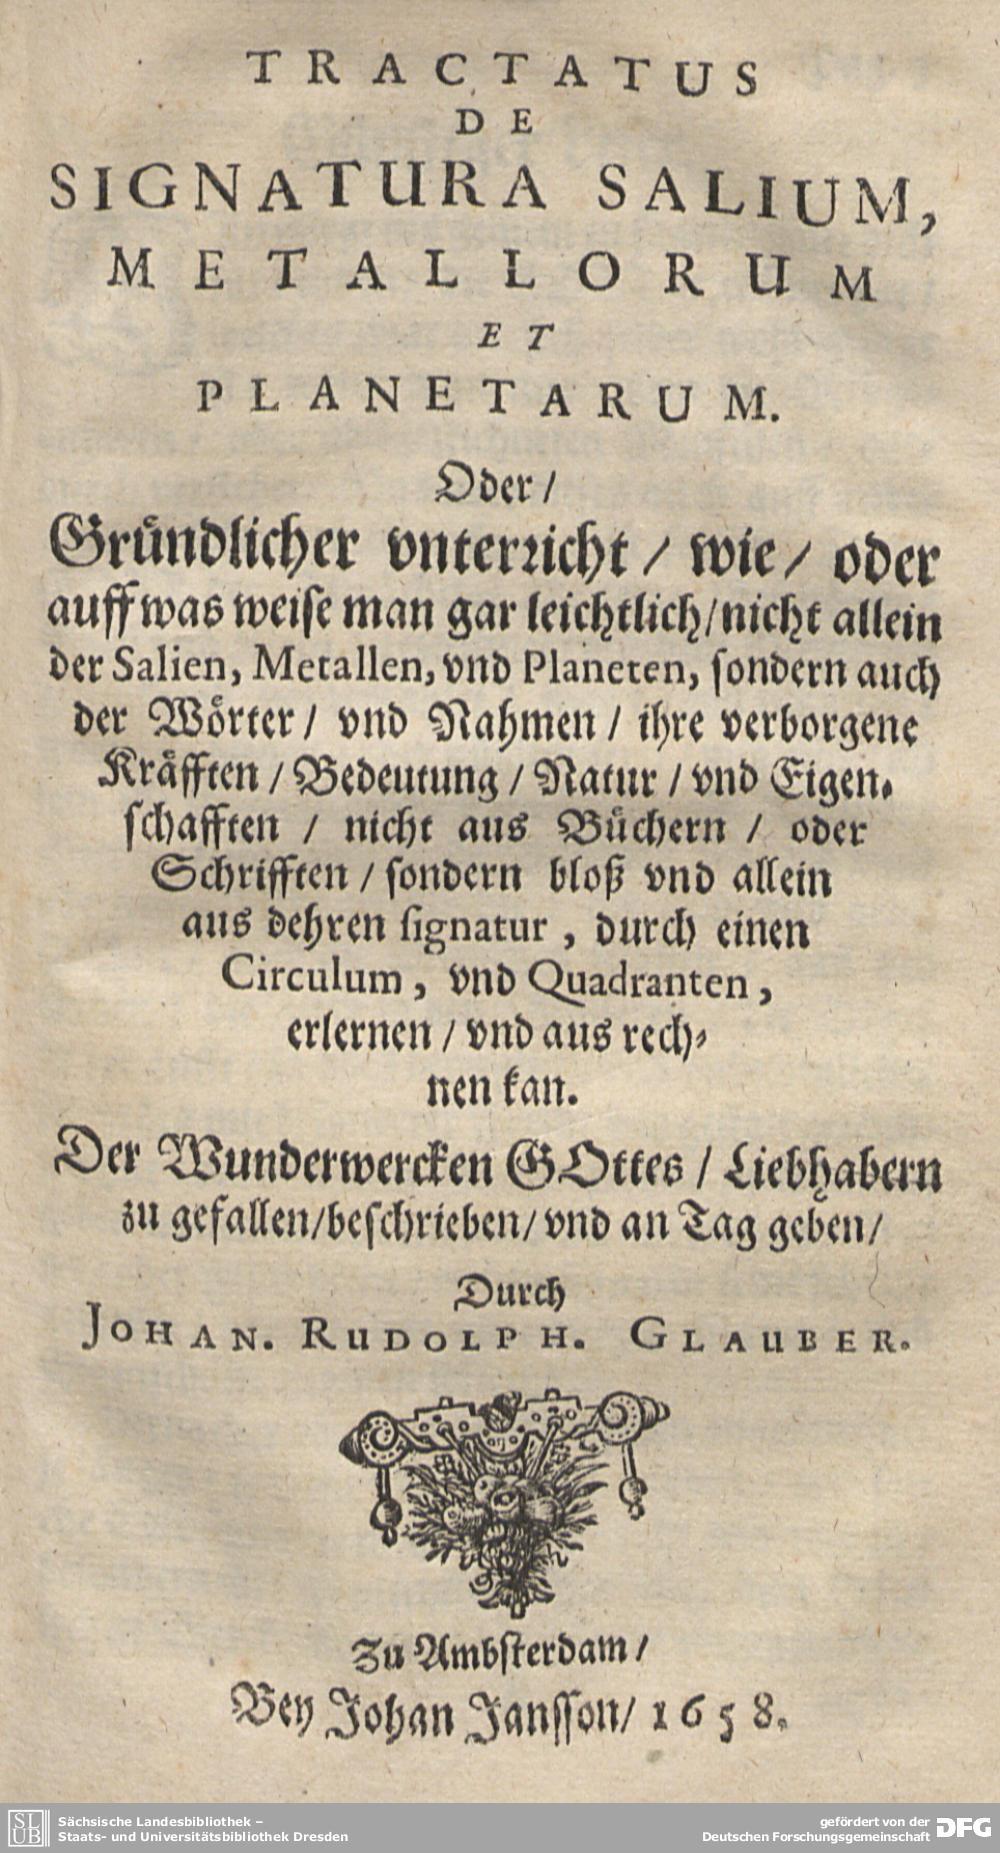 TRACTATUS
DE
SIGNATURA SALIUM,
METALLORUM
ET
PLANETARUM.
Oder/
Gründlicher vnterricht / wie / oder
auff was weise man gar leichtlich/nicht allein
der Salien, Metallen, vnd Planeten, sondern auch
der Wörter / vnd Nahmen / ihre verborgene
Kräfften / Bedeutung / Natur / vnd Eigen-
schafften / nicht aus Büchern / oder
Schrifften / sondern bloß vnd allein
aus dehren signatur, durch einen
Circulum, vnd Quadranten,
erlernen / vnd aus rech-
nen kan.
Der Wunderwercken GOttes / Liebhabern
zu gefallen/beschrieben/ vnd an Tag geben/
Durch
JOHAN. RUDOLPH. GLAUBER.
Zu Ambsterdam/
Bey Johan Jansson/ 1658.
SLUB
Sächsische Landesbibliothek –
Staats- und Universitätsbibliothek Dresden
gefördert von der
Deutschen Forschungsgemeinschaft
DFG